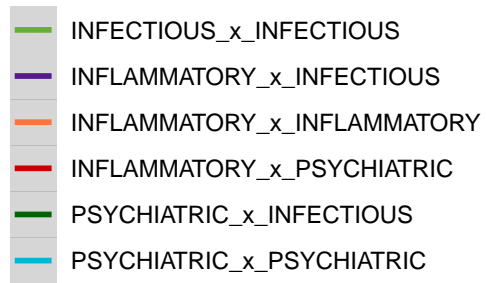 INFECTIOUS_x_INFECTIOUS
INFLAMMATORY_x_INFECTIOUS
INFLAMMATORY_x_INFLAMMATORY
INFLAMMATORY_x_PSYCHIATRIC
PSYCHIATRIC_x_INFECTIOUS
PSYCHIATRIC_x_PSYCHIATRIC